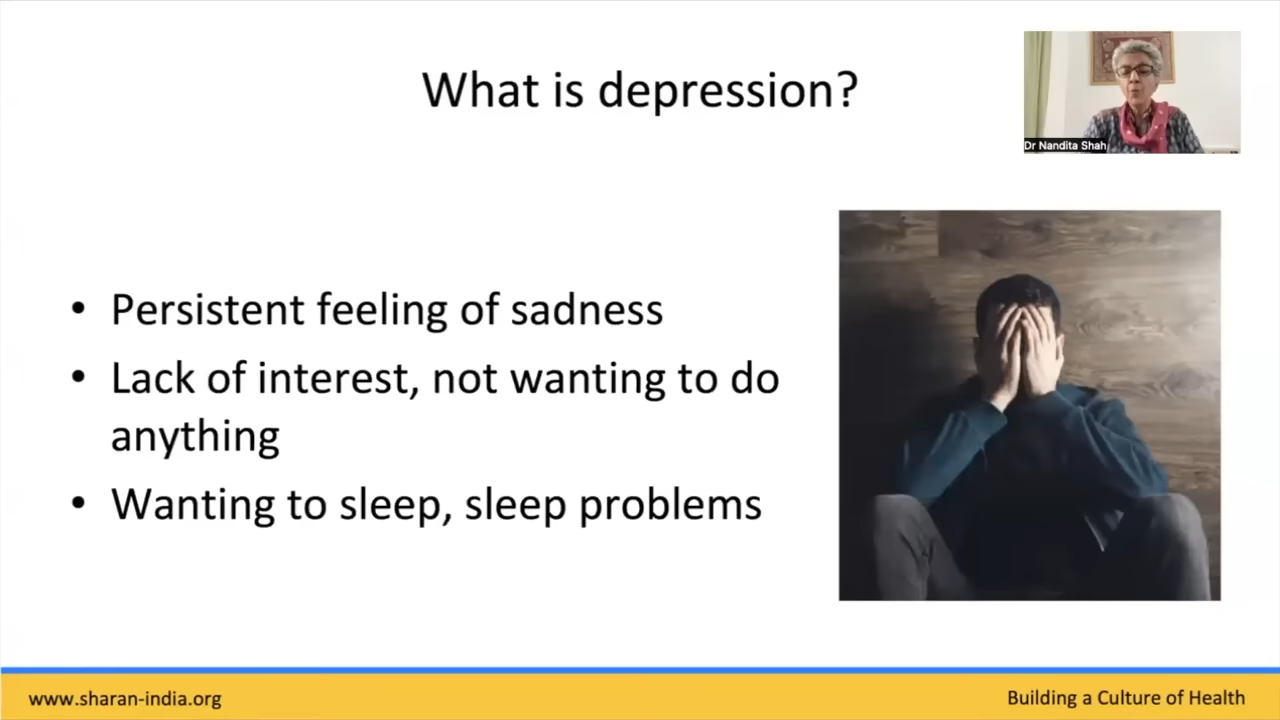 What is depression?
Dr Nandita Shah
• Persistent feeling of sadness
• Lack of interest, not wanting to do
anything
• Wanting to sleep, sleep problems
www.sharan-india.org
Building a Culture of Health